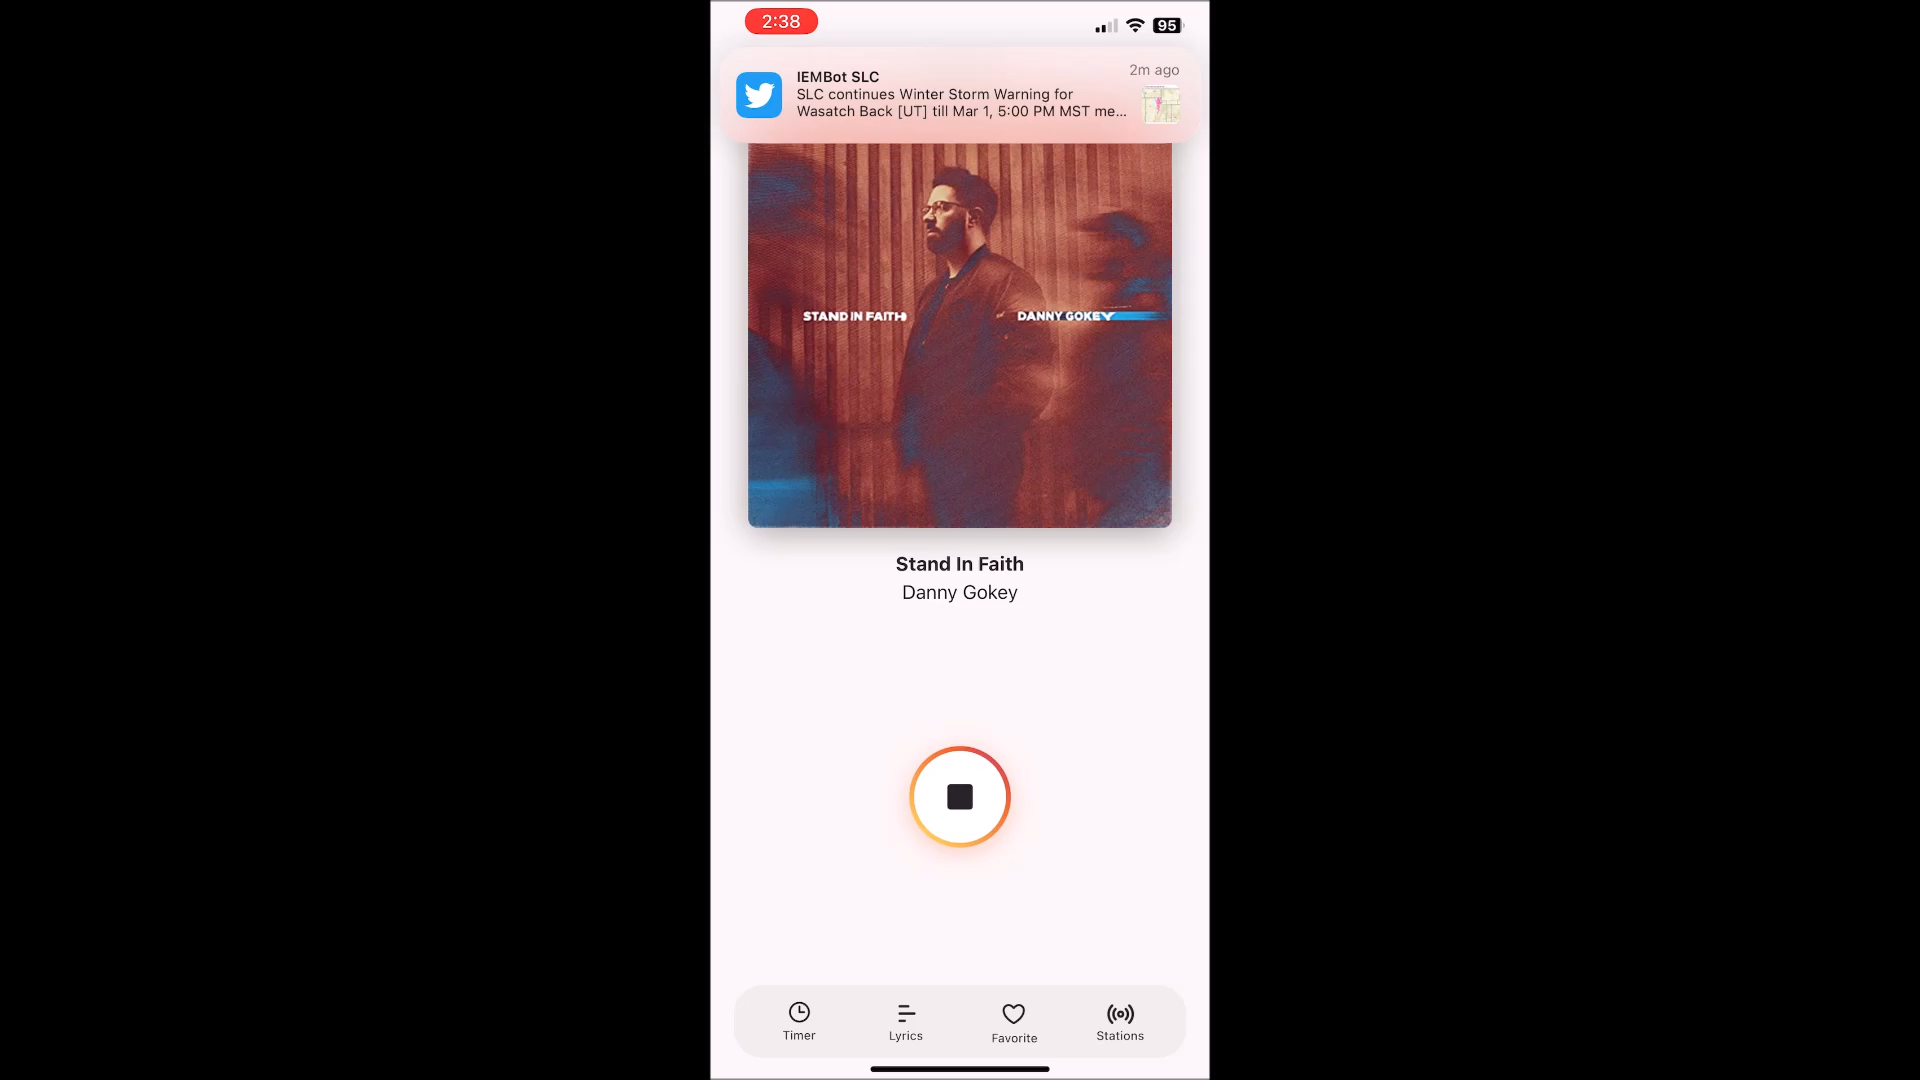 2:38
95
IEMBot SLC
2m ago
SLC continues Winter Storm Warning for
Wasatch Back [UT] till Mar 1, 5:00 PM MST me...
STAND IN FAITH
DANNY GOKEY
Stand In Faith
Danny Gokey
Timer
Lyrics
Favorite
Stations